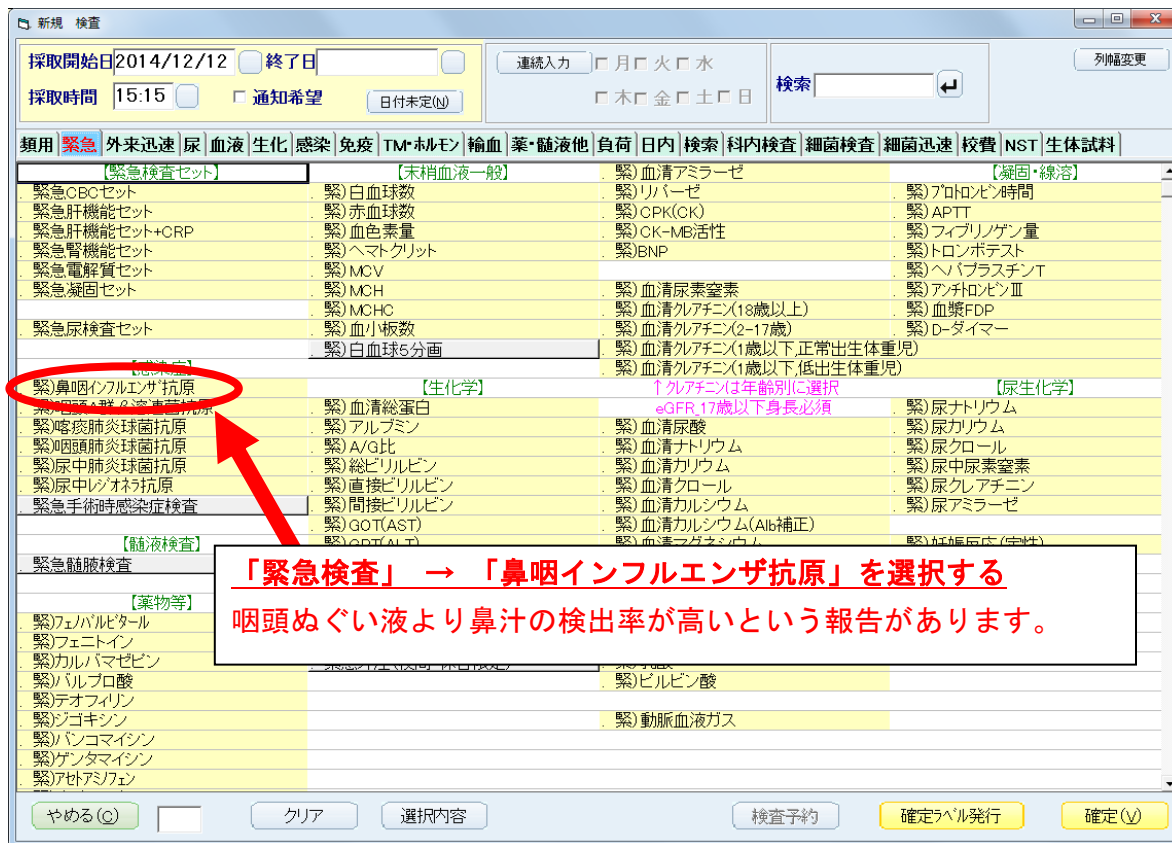 新規 検査
採取開始日 2014/12/12 終了日
連続入力 月 火 水
列幅変更
検索
採取時間 15:15 通知希望 日付未定(N)
木 金 土 日
頻用 緊急 外来迅速 尿 血液 生化 感染 免疫 TM・ホルモン 輸血 薬・髄液他 負荷 日内 検索 科内検査 細菌検査 細菌迅速 校費 NST 生体試料
【緊急検査セット】
緊急CBCセット
緊急肝機能セット
緊急肝機能セット+CRP
緊急腎機能セット
緊急電解質セット
緊急凝固セット
緊急尿検査セット
【感染症】
緊)鼻咽インフルエンザ抗原
緊)咽頭A群β溶連菌抗原
緊)喀痰肺炎球菌抗原
緊)咽頭肺炎球菌抗原
緊)尿中肺炎球菌抗原
緊)尿中レジオネラ抗原
緊急手術時感染症検査
【髄液検査】
緊急髄腋検査
【薬物等】
緊)フェノバルビタール
緊)フェニトイン
緊)カルバマゼピン
緊)バルプロ酸
緊)テオフィリン
緊)ジゴキシン
緊)バンコマイシン
緊)ゲンタマイシン
緊)アセトアミノフェン
【末梢血液一般】
緊)白血球数
緊)赤血球数
緊)血色素量
緊)ヘマトクリット
緊)MCV
緊)MCH
緊)MCHC
緊)血小板数
緊)白血球5分画
【生化学】
緊)血清総蛋白
緊)アルブミン
緊)A/G比
緊)総ビリルビン
緊)直接ビリルビン
緊)間接ビリルビン
緊)GOT(AST)
緊)GPT(ALT)
緊)血清アミラーゼ
緊)リパーゼ
緊)CPK(CK)
緊)CK-MB活性
緊)BNP
緊)血清尿素窒素
緊)血清クレアチニン(18歳以上)
緊)血清クレアチニン(2-17歳)
緊)血清クレアチニン(1歳以下,正常出生体重児)
緊)血清クレアチニン(1歳以下,低出生体重児)
↑クレアチニンは年齢別に選択
eGFR_17歳以下身長必須
緊)血清尿酸
緊)血清ナトリウム
緊)血清カリウム
緊)血清クロール
緊)血清カルシウム
緊)血清カルシウム(Alb補正)
緊)血清マグネシウム
緊)ピルビン酸
緊)動脈血液ガス
【凝固・線溶】
緊)プロトロンビン時間
緊)APTT
緊)フィブリノゲン量
緊)トロンボテスト
緊)ヘパプラスチンT
緊)アンチトロンビンⅢ
緊)血漿FDP
緊)D-ダイマー
【尿生化学】
緊)尿ナトリウム
緊)尿カリウム
緊)尿クロール
緊)尿中尿素窒素
緊)尿クレアチニン
緊)尿アミラーゼ
緊)妊娠反応(定性)
「緊急検査」 → 「鼻咽インフルエンザ抗原」を選択する
咽頭ぬぐい液より鼻汁の検出率が高いという報告があります。
やめる(C) クリア 選択内容 検査予約 確定ラベル発行 確定(V)